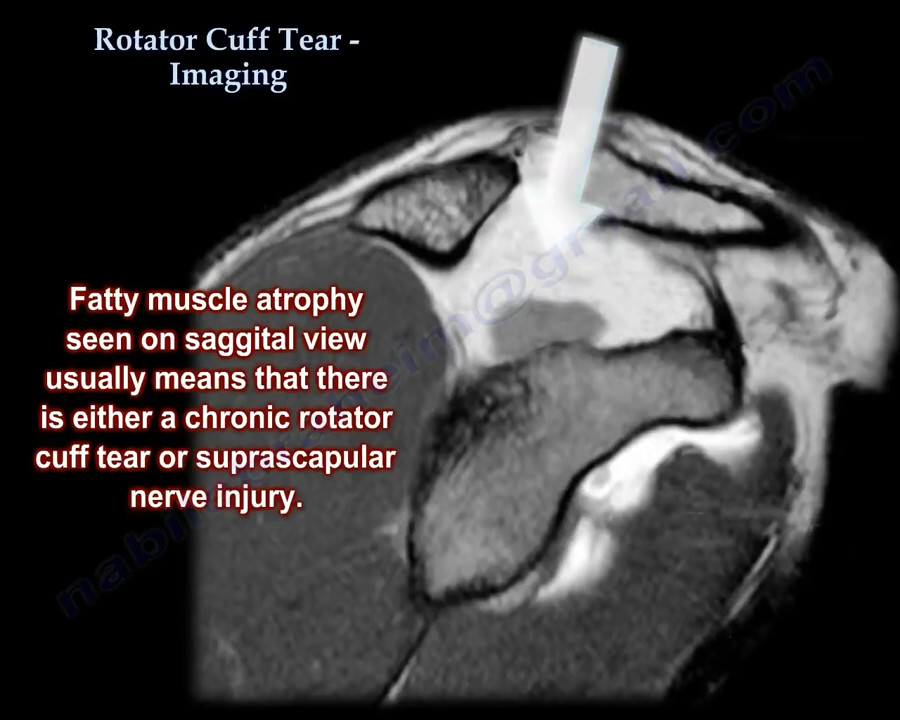 Rotator Cuff Tear -
Imaging
Fatty muscle atrophy
seen on saggital view
usually means that there
is either a chronic rotator
cuff tear or suprascapular
nerve injury.